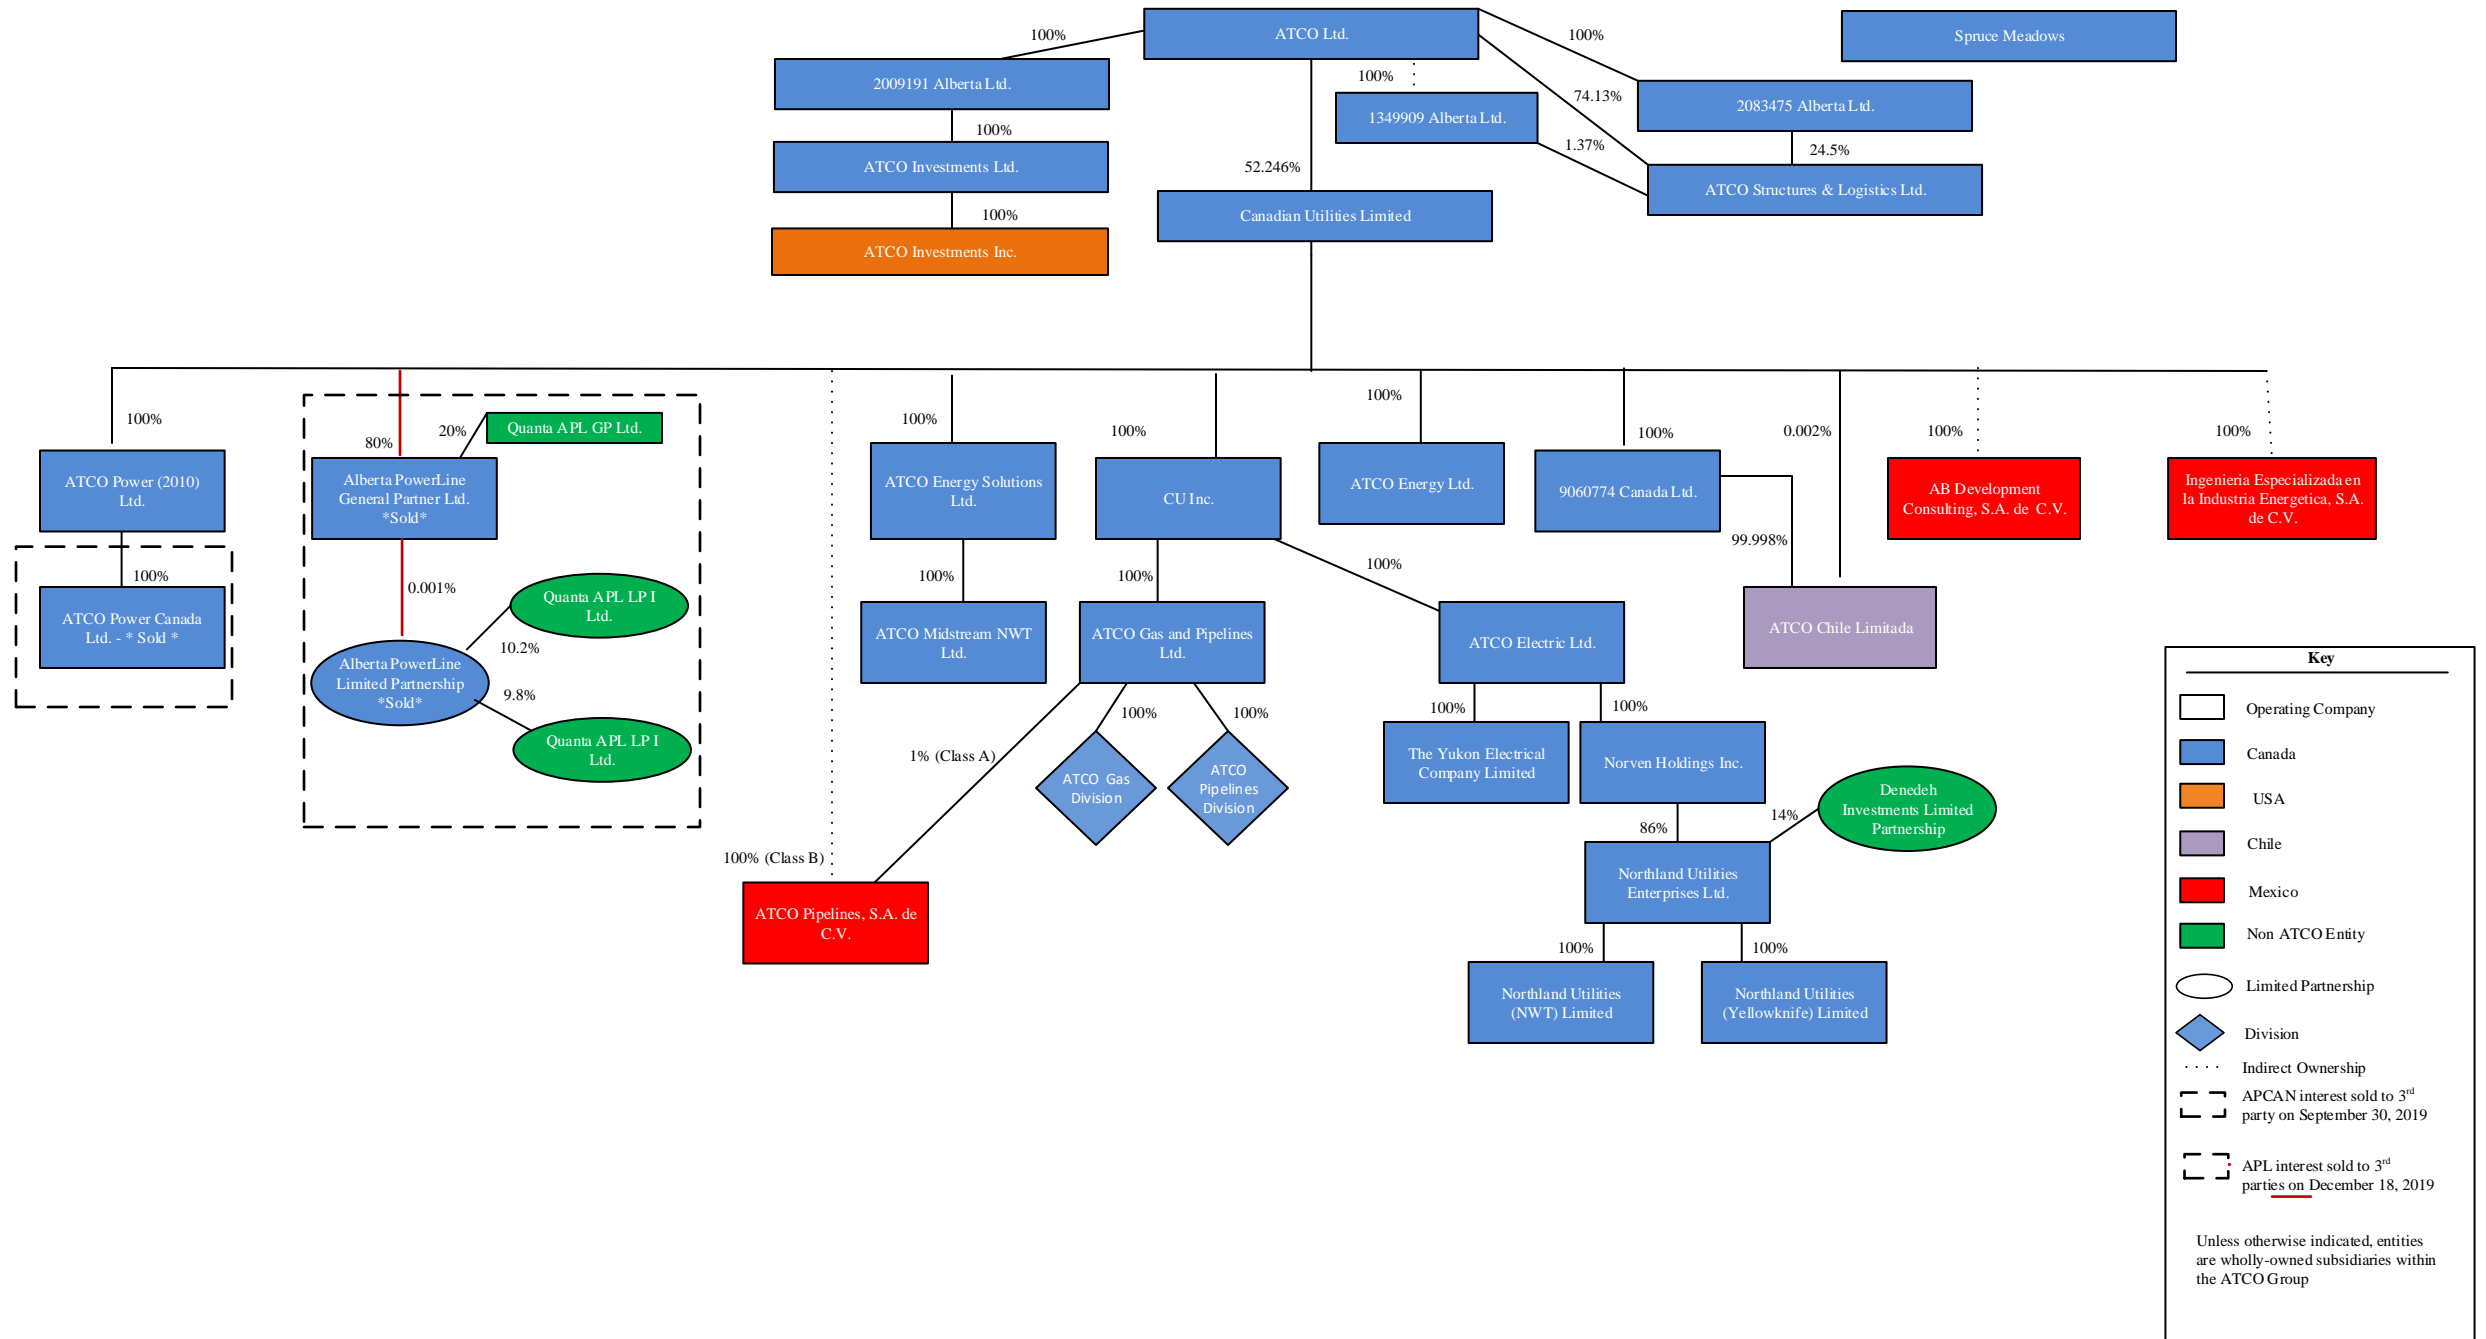 ATCO Ltd.
Spruce Meadows
100%
100%
2009191 Alberta Ltd.
100%
1349909 Alberta Ltd.
74.13%
2083475 Alberta Ltd.
100%
1.37%
24.5%
ATCO Investments Ltd.
52.246%
ATCO Structures & Logistics Ltd.
100%
Canadian Utilities Limited
ATCO Investments Inc.
100%
80%
20%
Quanta APL GP Ltd.
100%
100%
100%
100%
0.002%
100%
100%
ATCO Power (2010)
Ltd.
Alberta PowerLine
General Partner Ltd.
*Sold*
ATCO Energy Solutions
Ltd.
CU Inc.
ATCO Energy Ltd.
9060774 Canada Ltd.
AB Development
Consulting, S.A. de C.V.
Ingenieria Especializada en
la Industria Energetica, S.A.
de C.V.
99.998%
100%
0.001%
100%
100%
100%
ATCO Power Canada
Ltd. - * Sold *
Quanta APL LP I
Ltd.
10.2%
Alberta PowerLine
Limited Partnership
*Sold*
9.8%
Quanta APL LP I
Ltd.
ATCO Midstream NWT
Ltd.
ATCO Gas and Pipelines
Ltd.
ATCO Electric Ltd.
ATCO Chile Limitada
1% (Class A)
100%
100%
100%
100%
ATCO Gas
Division
ATCO
Pipelines
Division
The Yukon Electrical
Company Limited
Norven Holdings Inc.
Denedeh
Investments Limited
Partnership
86%
14%
100% (Class B)
ATCO Pipelines, S.A. de
C.V.
Northland Utilities
Enterprises Ltd.
100%
100%
Northland Utilities
(NWT) Limited
Northland Utilities
(Yellowknife) Limited
Key
Operating Company
Canada
USA
Chile
Mexico
Non ATCO Entity
Limited Partnership
Division
Indirect Ownership
APCAN interest sold to 3rd
party on September 30, 2019
APL interest sold to 3rd
parties on December 18, 2019
Unless otherwise indicated, entities
are wholly-owned subsidiaries within
the ATCO Group